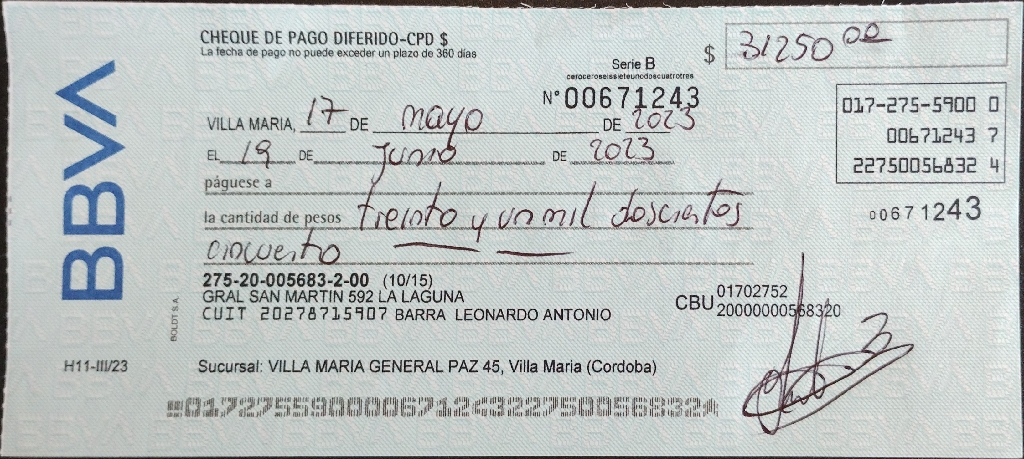 BBVA
CHEQUE DE PAGO DIFERIDO-CPD $
La fecha de pago no puede exceder un plazo de 360 días
$ 31250 00
Serie B
ceroceroseissieteunodoscuatrotres
N° 00671243
017-275-5900 0
00671243 7
22750056832 4
VILLA MARIA, 17 DE mayo DE 2023
EL 19 DE Junio DE 2023
páguese a
la cantidad de pesos treinta y un mil doscientos
cincuenta
00671243
275-20-005683-2-00 (10/15)
GRAL SAN MARTIN 592 LA LAGUNA
CUIT 20278715907 BARRA LEONARDO ANTONIO
CBU 01702752
20000000568320
BOLDT S.A.
H11-III/23
Sucursal: VILLA MARIA GENERAL PAZ 45, Villa Maria (Cordoba)